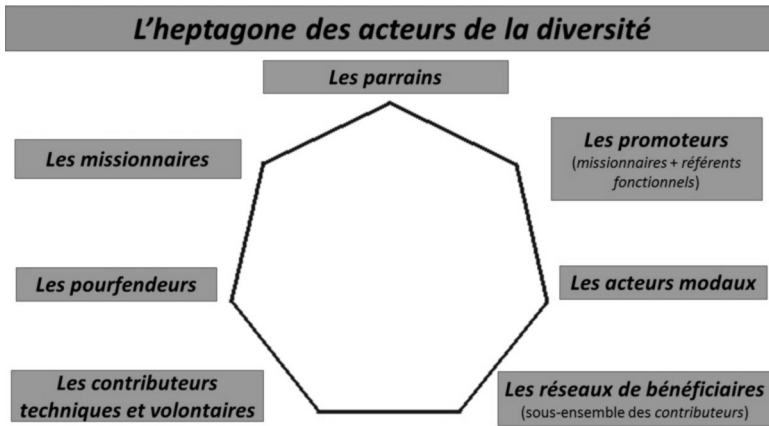 L'heptagone des acteurs de la diversité
Les parrains
Les missionnaires
Les promoteurs
(missionnaires + référents
fonctionnels)
Les pourfendeurs
Les acteurs modaux
Les contributeurs
techniques et volontaires
Les réseaux de bénéficiaires
(sous-ensemble des contributeurs)